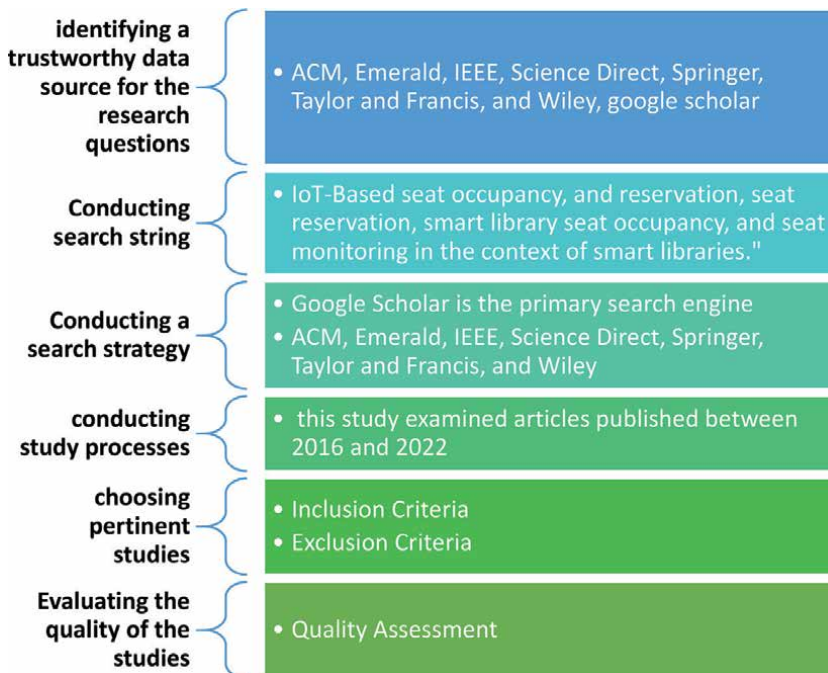 identifying a
trustworthy data
source for the
research
questions
• ACM, Emerald, IEEE, Science Direct, Springer,
Taylor and Francis, and Wiley, google scholar
Conducting
search string
• IoT-Based seat occupancy, and reservation, seat
reservation, smart library seat occupancy, and seat
monitoring in the context of smart libraries."
Conducting a
search strategy
• Google Scholar is the primary search engine
• ACM, Emerald, IEEE, Science Direct, Springer,
Taylor and Francis, and Wiley
conducting
study processes
• this study examined articles published between
2016 and 2022
choosing
pertinent
studies
• Inclusion Criteria
• Exclusion Criteria
Evaluating the
quality of the
studies
• Quality Assessment